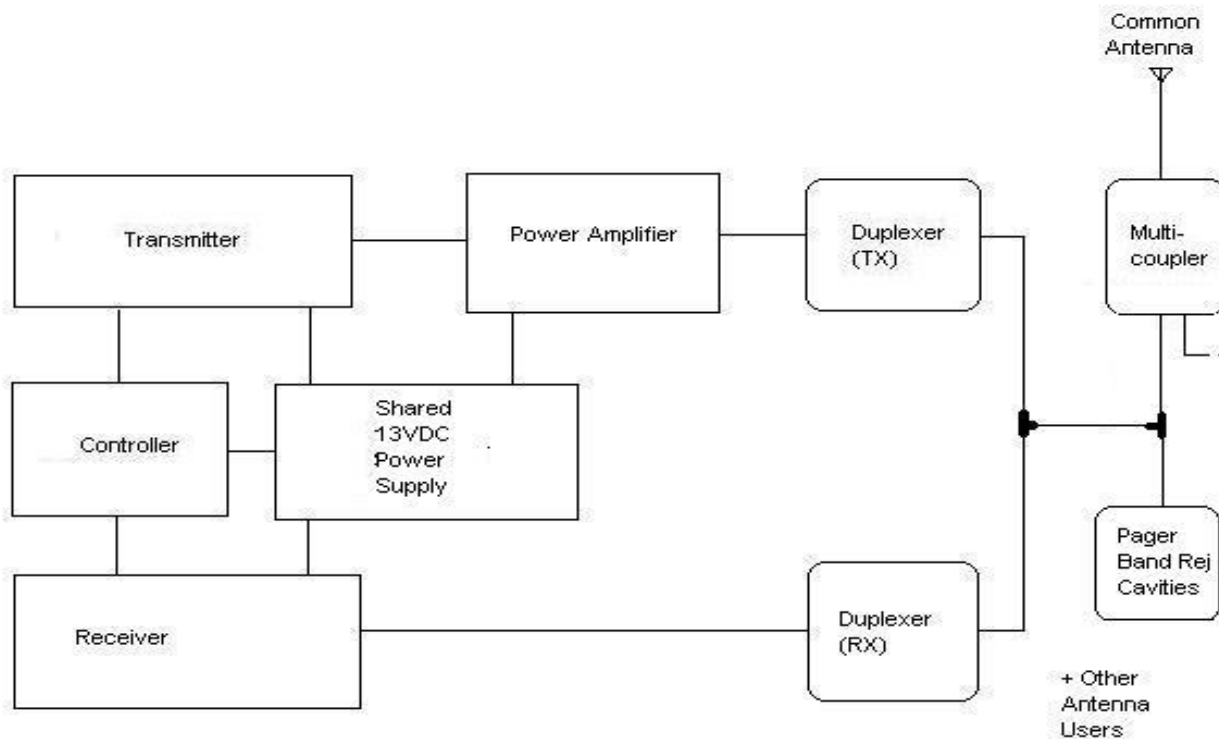 Common
Antenna
Transmitter
Power Amplifier
Duplexer
(TX)
Multi-
coupler
Controller
Shared
13VDC
Power
Supply
Pager
Band Rej
Cavities
Receiver
Duplexer
(RX)
+ Other
Antenna
Users